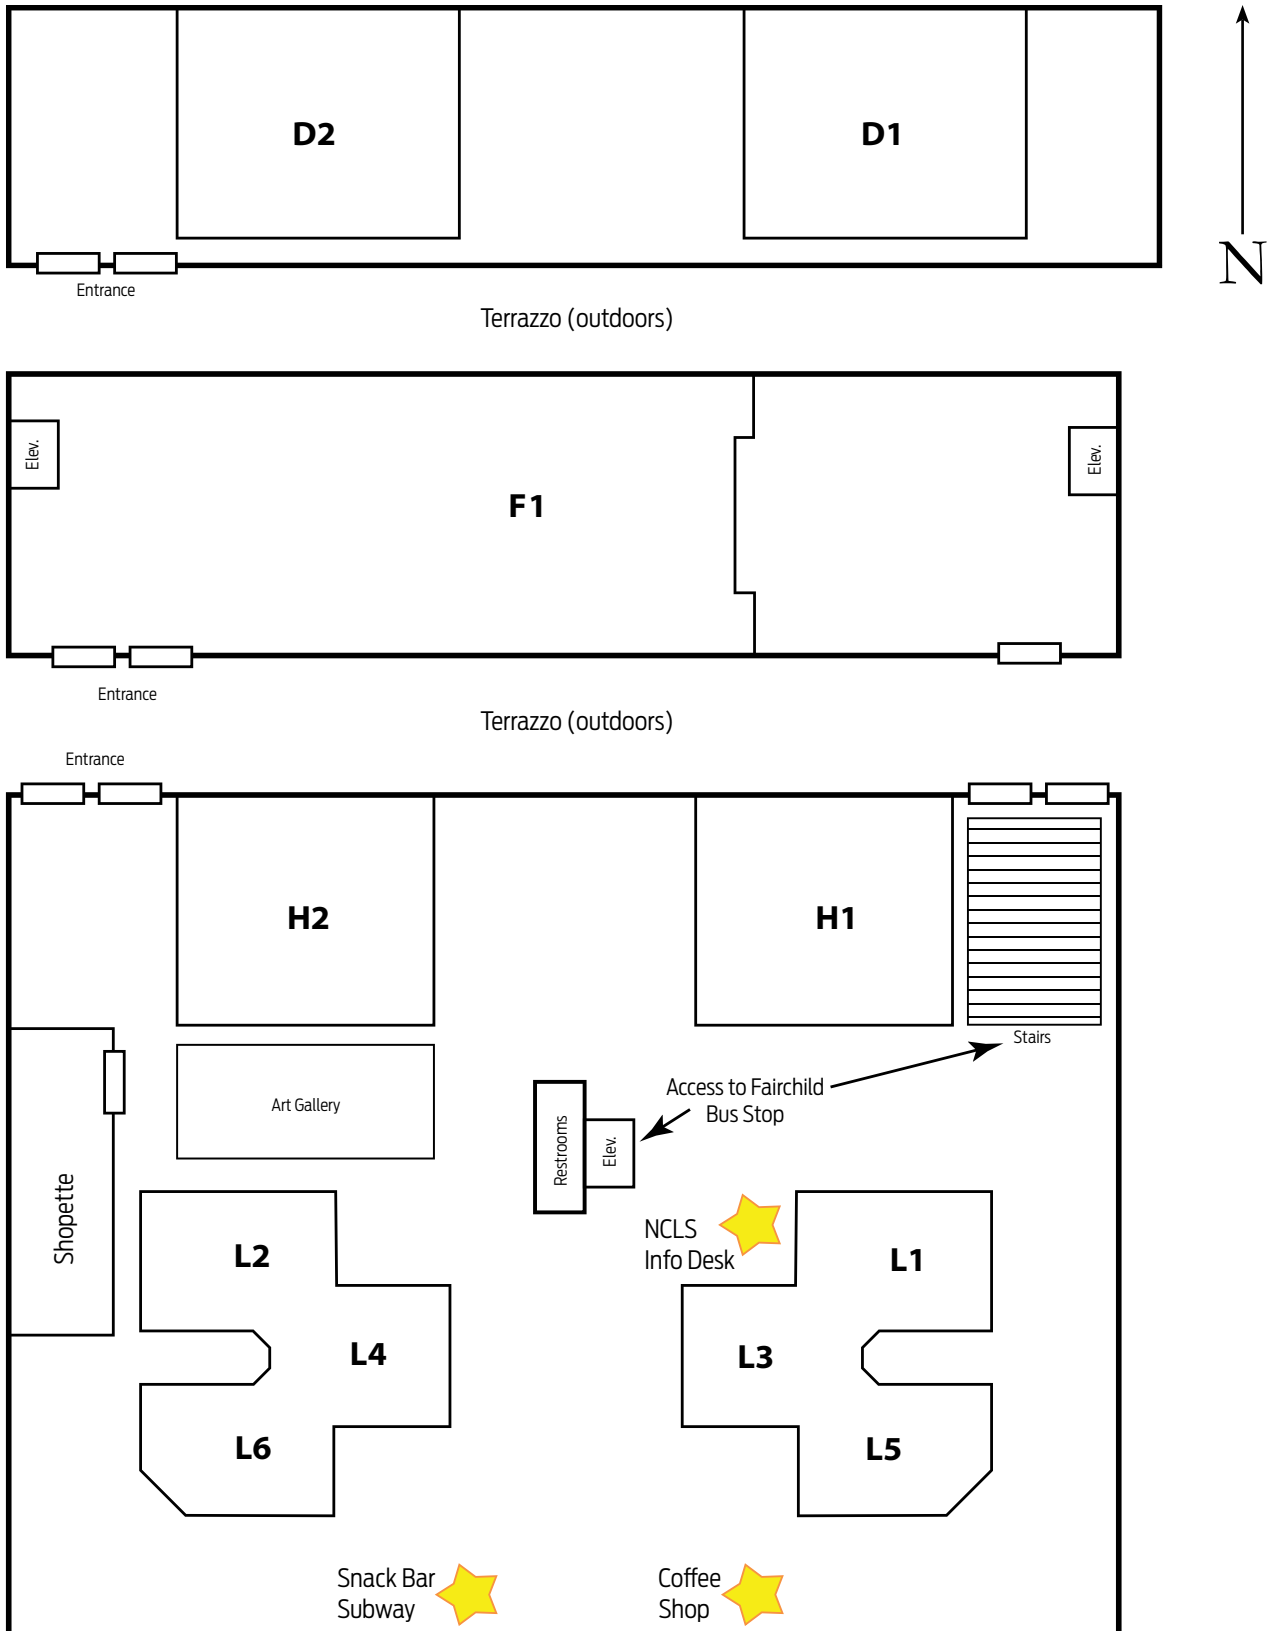 D2
D1
N
Entrance
Terrazzo (outdoors)
Elev.
Elev.
F1
Entrance
Terrazzo (outdoors)
Entrance
H2
H1
Stairs
Access to Fairchild
Bus Stop
Art Gallery
Restrooms
Elev.
Shopette
NCLS
Info Desk
L2
L1
L4
L3
L6
L5
Snack Bar
Subway
Coffee
Shop